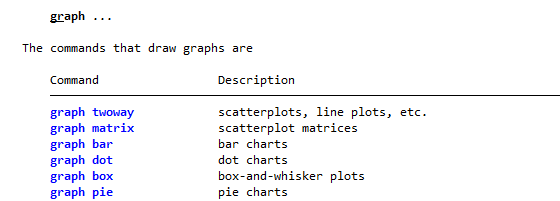 graph ...
The commands that draw graphs are
Command Description
graph twoway scatterplots, line plots, etc.
graph matrix scatterplot matrices
graph bar bar charts
graph dot dot charts
graph box box-and-whisker plots
graph pie pie charts